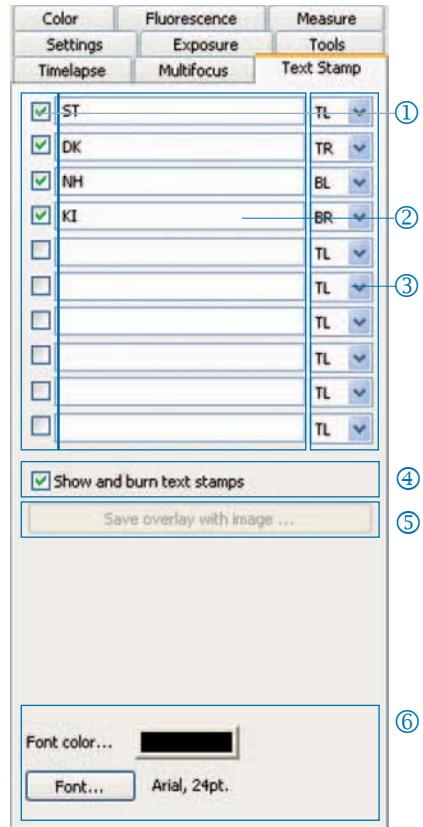 Color Fluorescence Measure
Settings Exposure Tools
Timelapse Multifocus Text Stamp
ST TL ①
DK TR
NH BL
KI BR ②
TL
TL ③
TL
TL
TL
TL
Show and burn text stamps ④
Save overlay with image ... ⑤
⑥
Font color...
Font... Arial, 24pt.